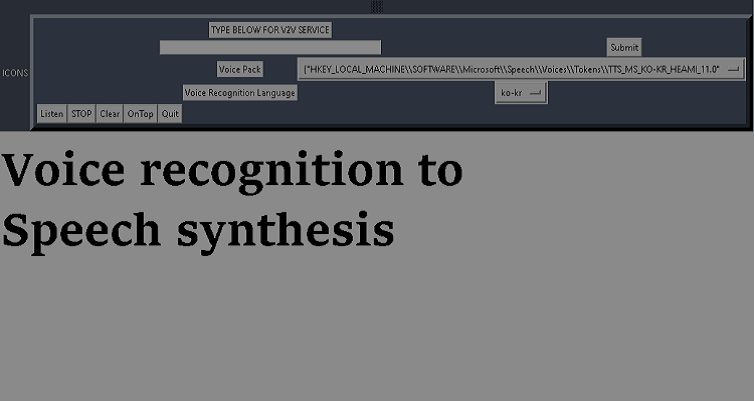 TYPE BELOW FOR V2V SERVICE
Submit
ICONS
Voice Pack
("HKEY_LOCAL_MACHINE\\SOFTWARE\\Microsoft\\Speech\\Voices\\Tokens\\TTS_MS_KO-KR_HEAMI_11.0"
Voice Recognition Language
ko-kr
Listen STOP Clear OnTop Quit
Voice recognition to
Speech synthesis